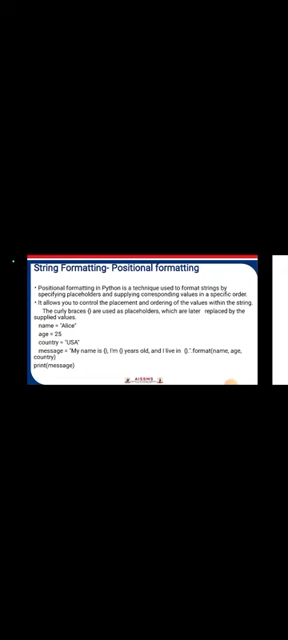 String Formatting- Positional formatting
• Positional formatting in Python is a technique used to format strings by
specifying placeholders and supplying corresponding values in a specific order.
• It allows you to control the placement and ordering of the values within the string.
The curly braces {} are used as placeholders, which are later replaced by the
supplied values.
name = "Alice"
age = 25
country = "USA"
message = "My name is {}, I'm {} years old, and I live in {}.".format(name, age,
country)
print(message)
AISSMS